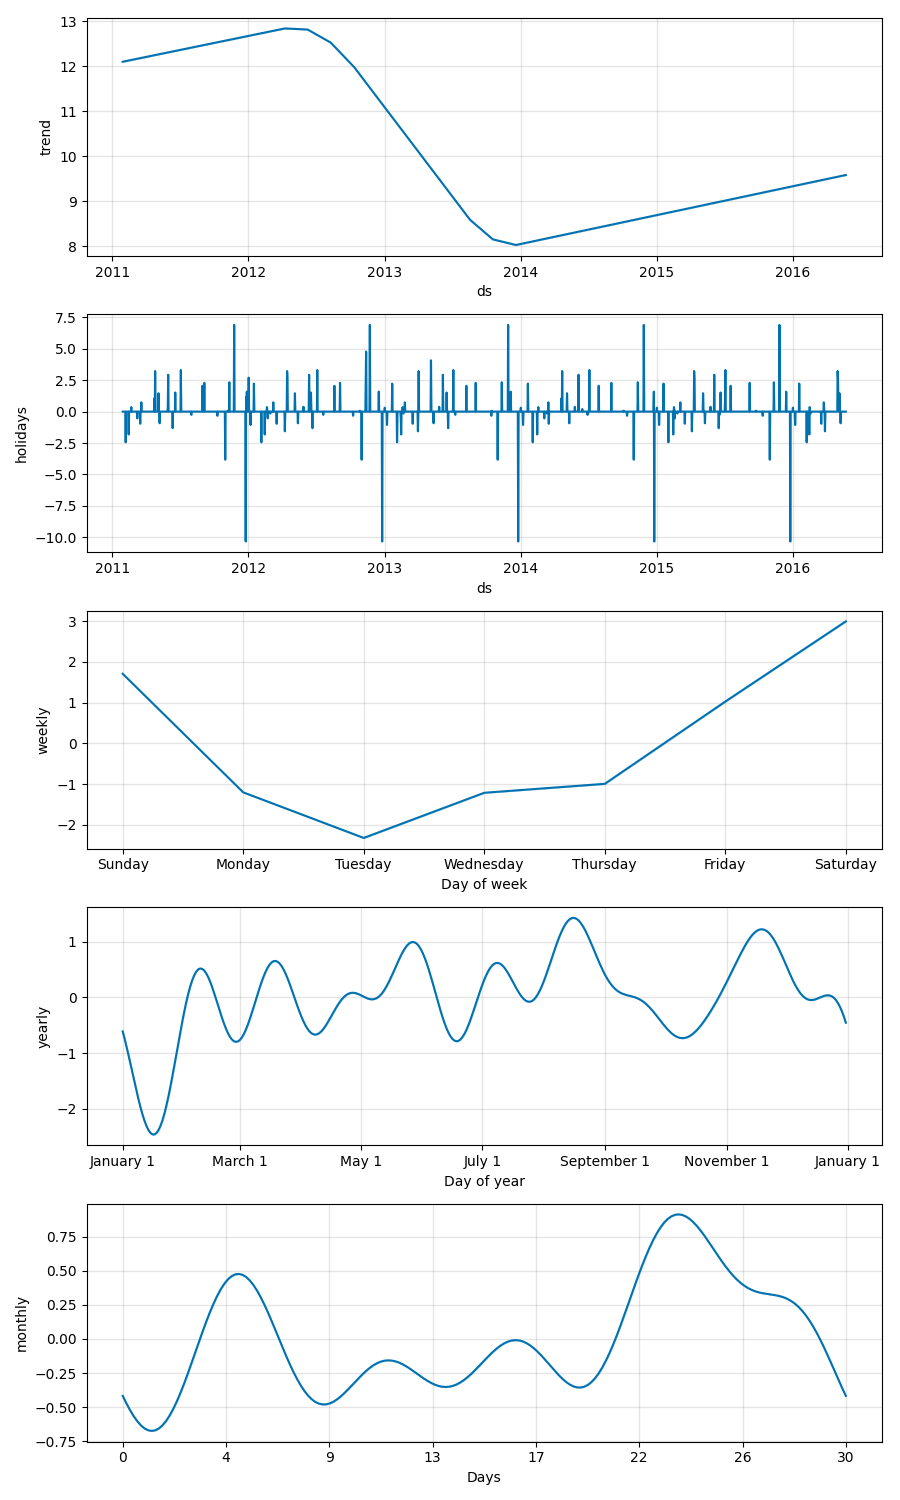 13
12
11
10
9
8
trend
2011 2012 2013 2014 2015 2016
ds
7.5
5.0
2.5
0.0
−2.5
−5.0
−7.5
−10.0
holidays
2011 2012 2013 2014 2015 2016
ds
3
2
1
0
−1
−2
weekly
Sunday Monday Tuesday Wednesday Thursday Friday Saturday
Day of week
1
0
−1
−2
yearly
January 1 March 1 May 1 July 1 September 1 November 1 January 1
Day of year
0.75
0.50
0.25
0.00
−0.25
−0.50
−0.75
monthly
0 4 9 13 17 22 26 30
Days